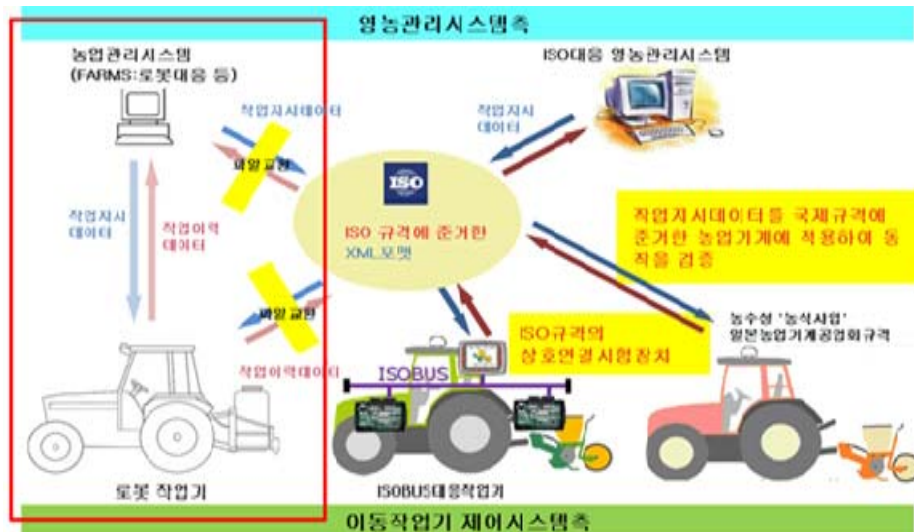 영농관리시스템측
농업관리시스템
(FARMS:로봇대응 등)
ISO대응 영농관리시스템
작업지시데이터
작업지시
데이터
파일교환
ISO
작업지시
데이터
작업이력
데이터
ISO 규격에 준거한
XML포맷
작업지시데이터를 국제규격에
준거한 농업기계에 적용하여 동
작을 검증
파일교환
농수성 '농식사업'
일본농업기계공업회규격
ISO규격의
상호연결시험장치
작업이력데이터
ISOBUS
로봇 작업기
ISOBUS대응작업기
이동작업기 제어시스템측